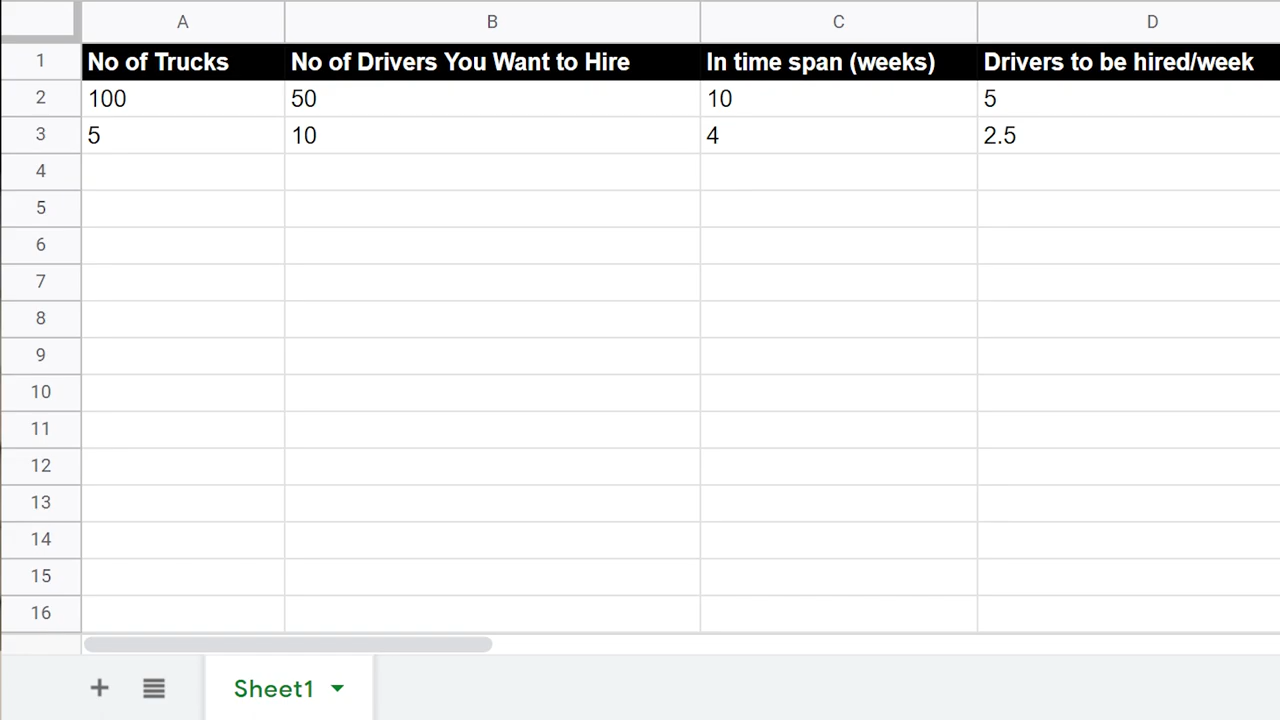 A B C D
1 No of Trucks No of Drivers You Want to Hire In time span (weeks) Drivers to be hired/week
2 100 50 10 5
3 5 10 4 2.5
4
5
6
7
8
9
10
11
12
13
14
15
16
Sheet1